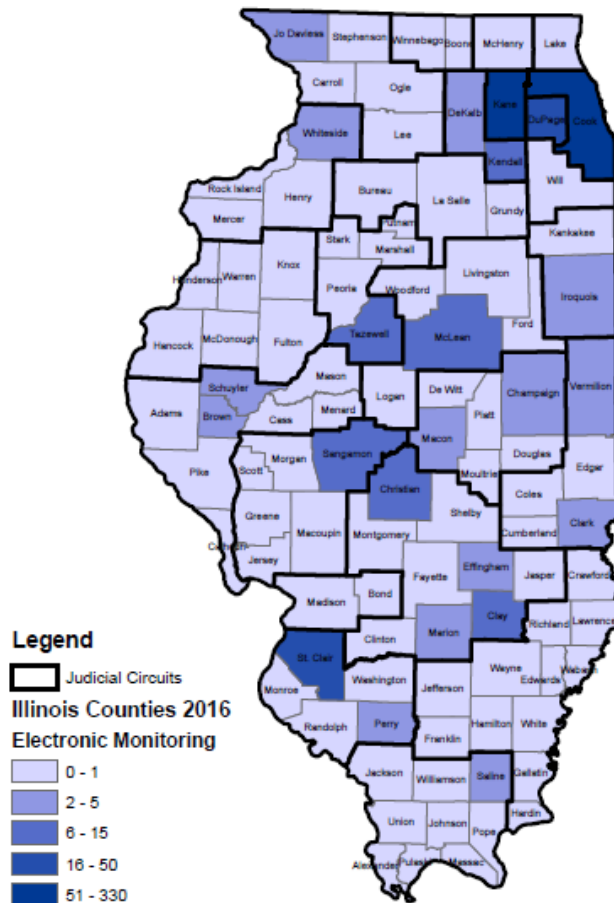 Jo Daviess
Stephenson
Winnebago
Boone
McHenry
Lake
Carroll
Ogle
DeKalb
Kane
Cook
DuPage
Whiteside
Lee
Kendall
Will
Rock Island
Henry
Bureau
La Salle
Grundy
Mercer
Putnam
Kankakee
Stark
Marshall
Knox
Henderson
Warren
Peoria
Woodford
Livingston
Iroquois
Ford
Tazewell
McLean
Hancock
McDonough
Fulton
Mason
Schuyler
Logan
De Witt
Champaign
Vermilion
Adams
Brown
Cass
Menard
Piatt
Macon
Douglas
Sangamon
Edgar
Morgan
Scott
Christian
Moultrie
Pike
Coles
Greene
Shelby
Macoupin
Montgomery
Cumberland
Clark
Calhoun
Jersey
Effingham
Fayette
Jasper
Crawford
Madison
Bond
Clay
Richland
Lawrence
Clinton
Marion
St. Clair
Wayne
Wabash
Edwards
Washington
Monroe
Jefferson
Randolph
Perry
Hamilton
White
Franklin
Jackson
Williamson
Saline
Gallatin
Hardin
Union
Johnson
Pope
Alexander
Pulaski
Massac
Legend
Judicial Circuits
Illinois Counties 2016
Electronic Monitoring
0 - 1
2 - 5
6 - 15
16 - 50
51 - 330